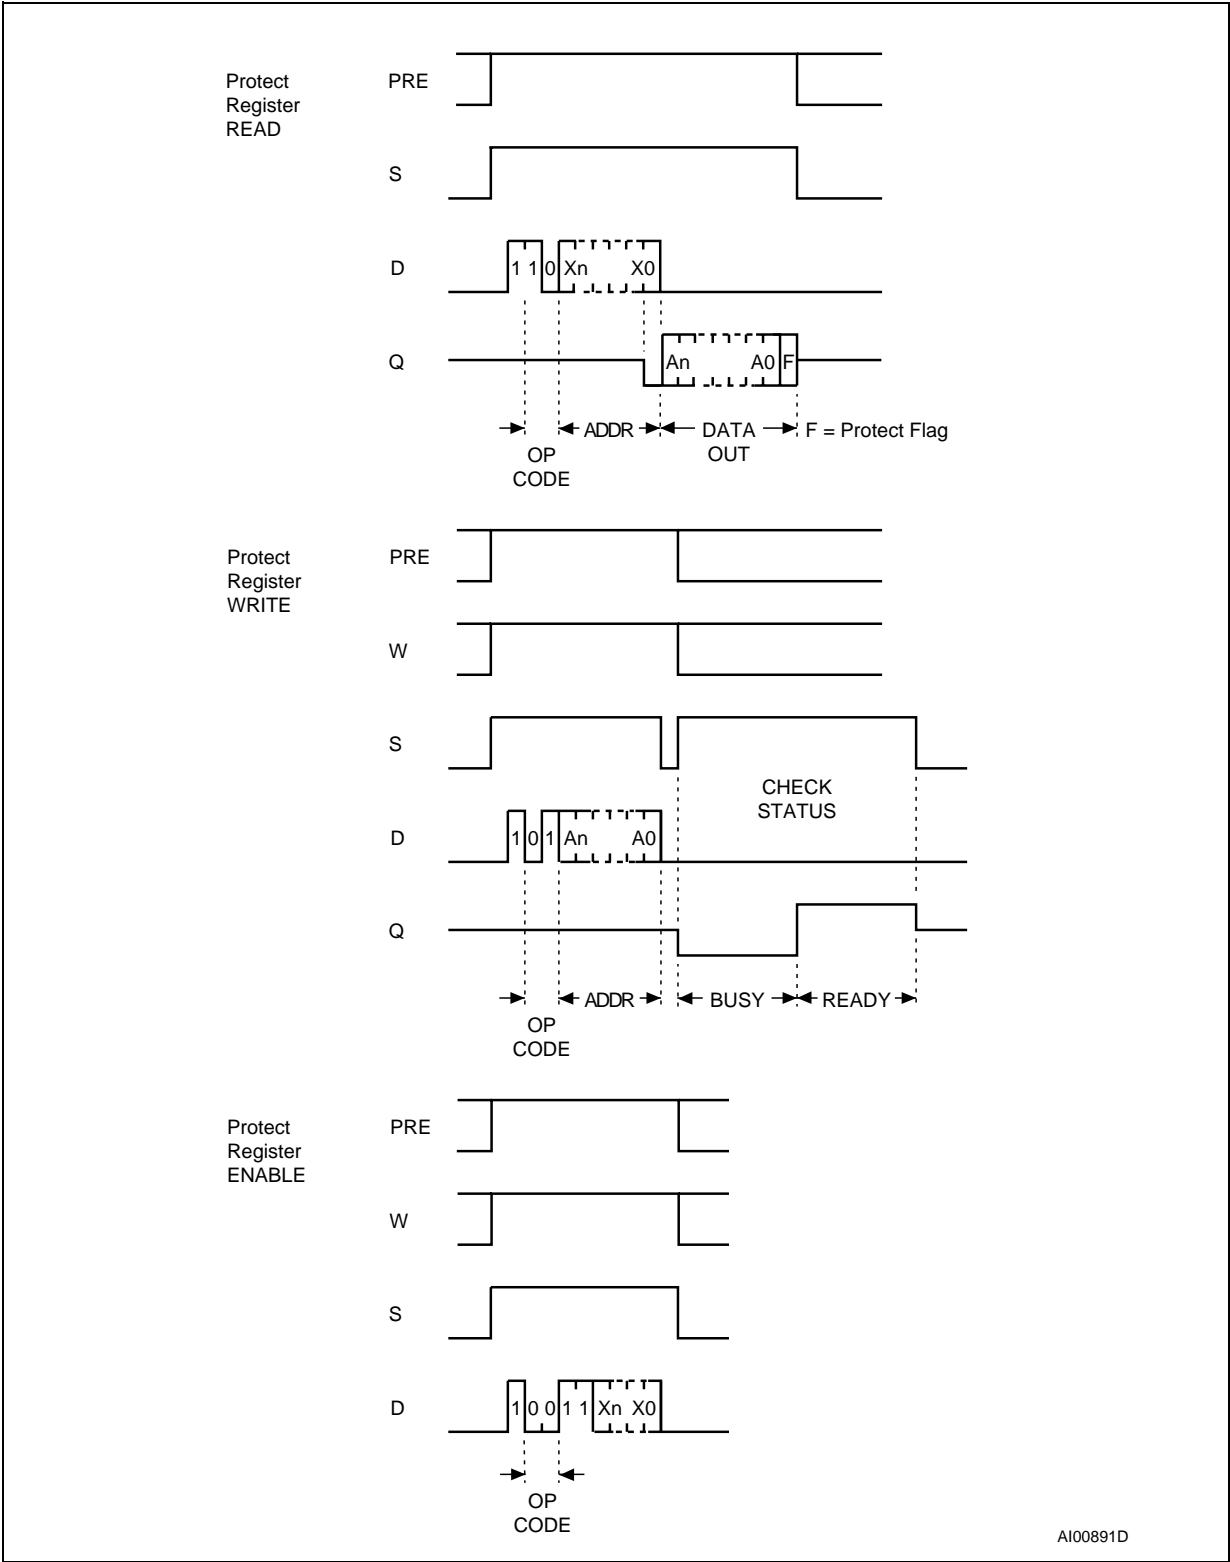 Protect
Register
READ
PRE
S
D
1 1 0 Xn X0
Q
An A0 F
ADDR
DATA
OUT
F = Protect Flag
OP
CODE
Protect
Register
WRITE
PRE
W
S
CHECK
STATUS
D
1 0 1 An A0
Q
ADDR
BUSY
READY
OP
CODE
Protect
Register
ENABLE
PRE
W
S
D
1 0 0 1 1 Xn X0
OP
CODE
AI00891D